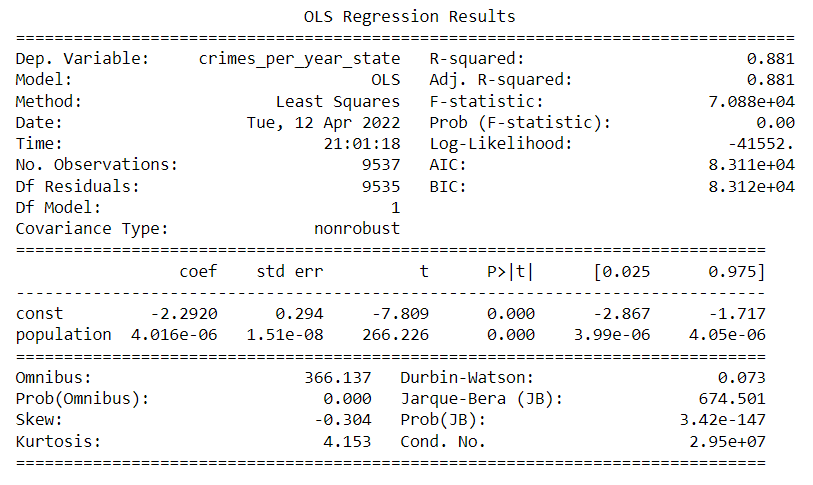 OLS Regression Results
==============================================================================
Dep. Variable: crimes_per_year_state R-squared: 0.881
Model: OLS Adj. R-squared: 0.881
Method: Least Squares F-statistic: 7.088e+04
Date: Tue, 12 Apr 2022 Prob (F-statistic): 0.00
Time: 21:01:18 Log-Likelihood: -41552.
No. Observations: 9537 AIC: 8.311e+04
Df Residuals: 9535 BIC: 8.312e+04
Df Model: 1
Covariance Type: nonrobust
==============================================================================
coef std err t P>|t| [0.025 0.975]
------------------------------------------------------------------------------
const -2.2920 0.294 -7.809 0.000 -2.867 -1.717
population 4.016e-06 1.51e-08 266.226 0.000 3.99e-06 4.05e-06
==============================================================================
Omnibus: 366.137 Durbin-Watson: 0.073
Prob(Omnibus): 0.000 Jarque-Bera (JB): 674.501
Skew: -0.304 Prob(JB): 3.42e-147
Kurtosis: 4.153 Cond. No. 2.95e+07
==============================================================================